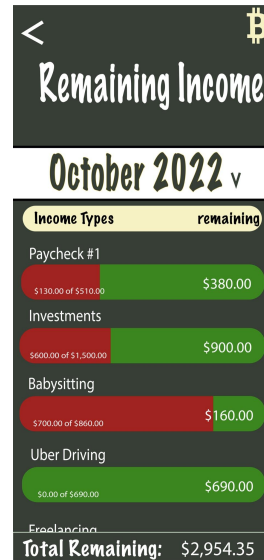 <
₿
Remaining Income
October 2022 v
Income Types remaining
Paycheck #1
$130.00 of $510.00 $380.00
Investments
$600.00 of $1,500.00 $900.00
Babysitting
$700.00 of $860.00 $160.00
Uber Driving
$0.00 of $690.00 $690.00
Freelancing
Total Remaining: $2,954.35